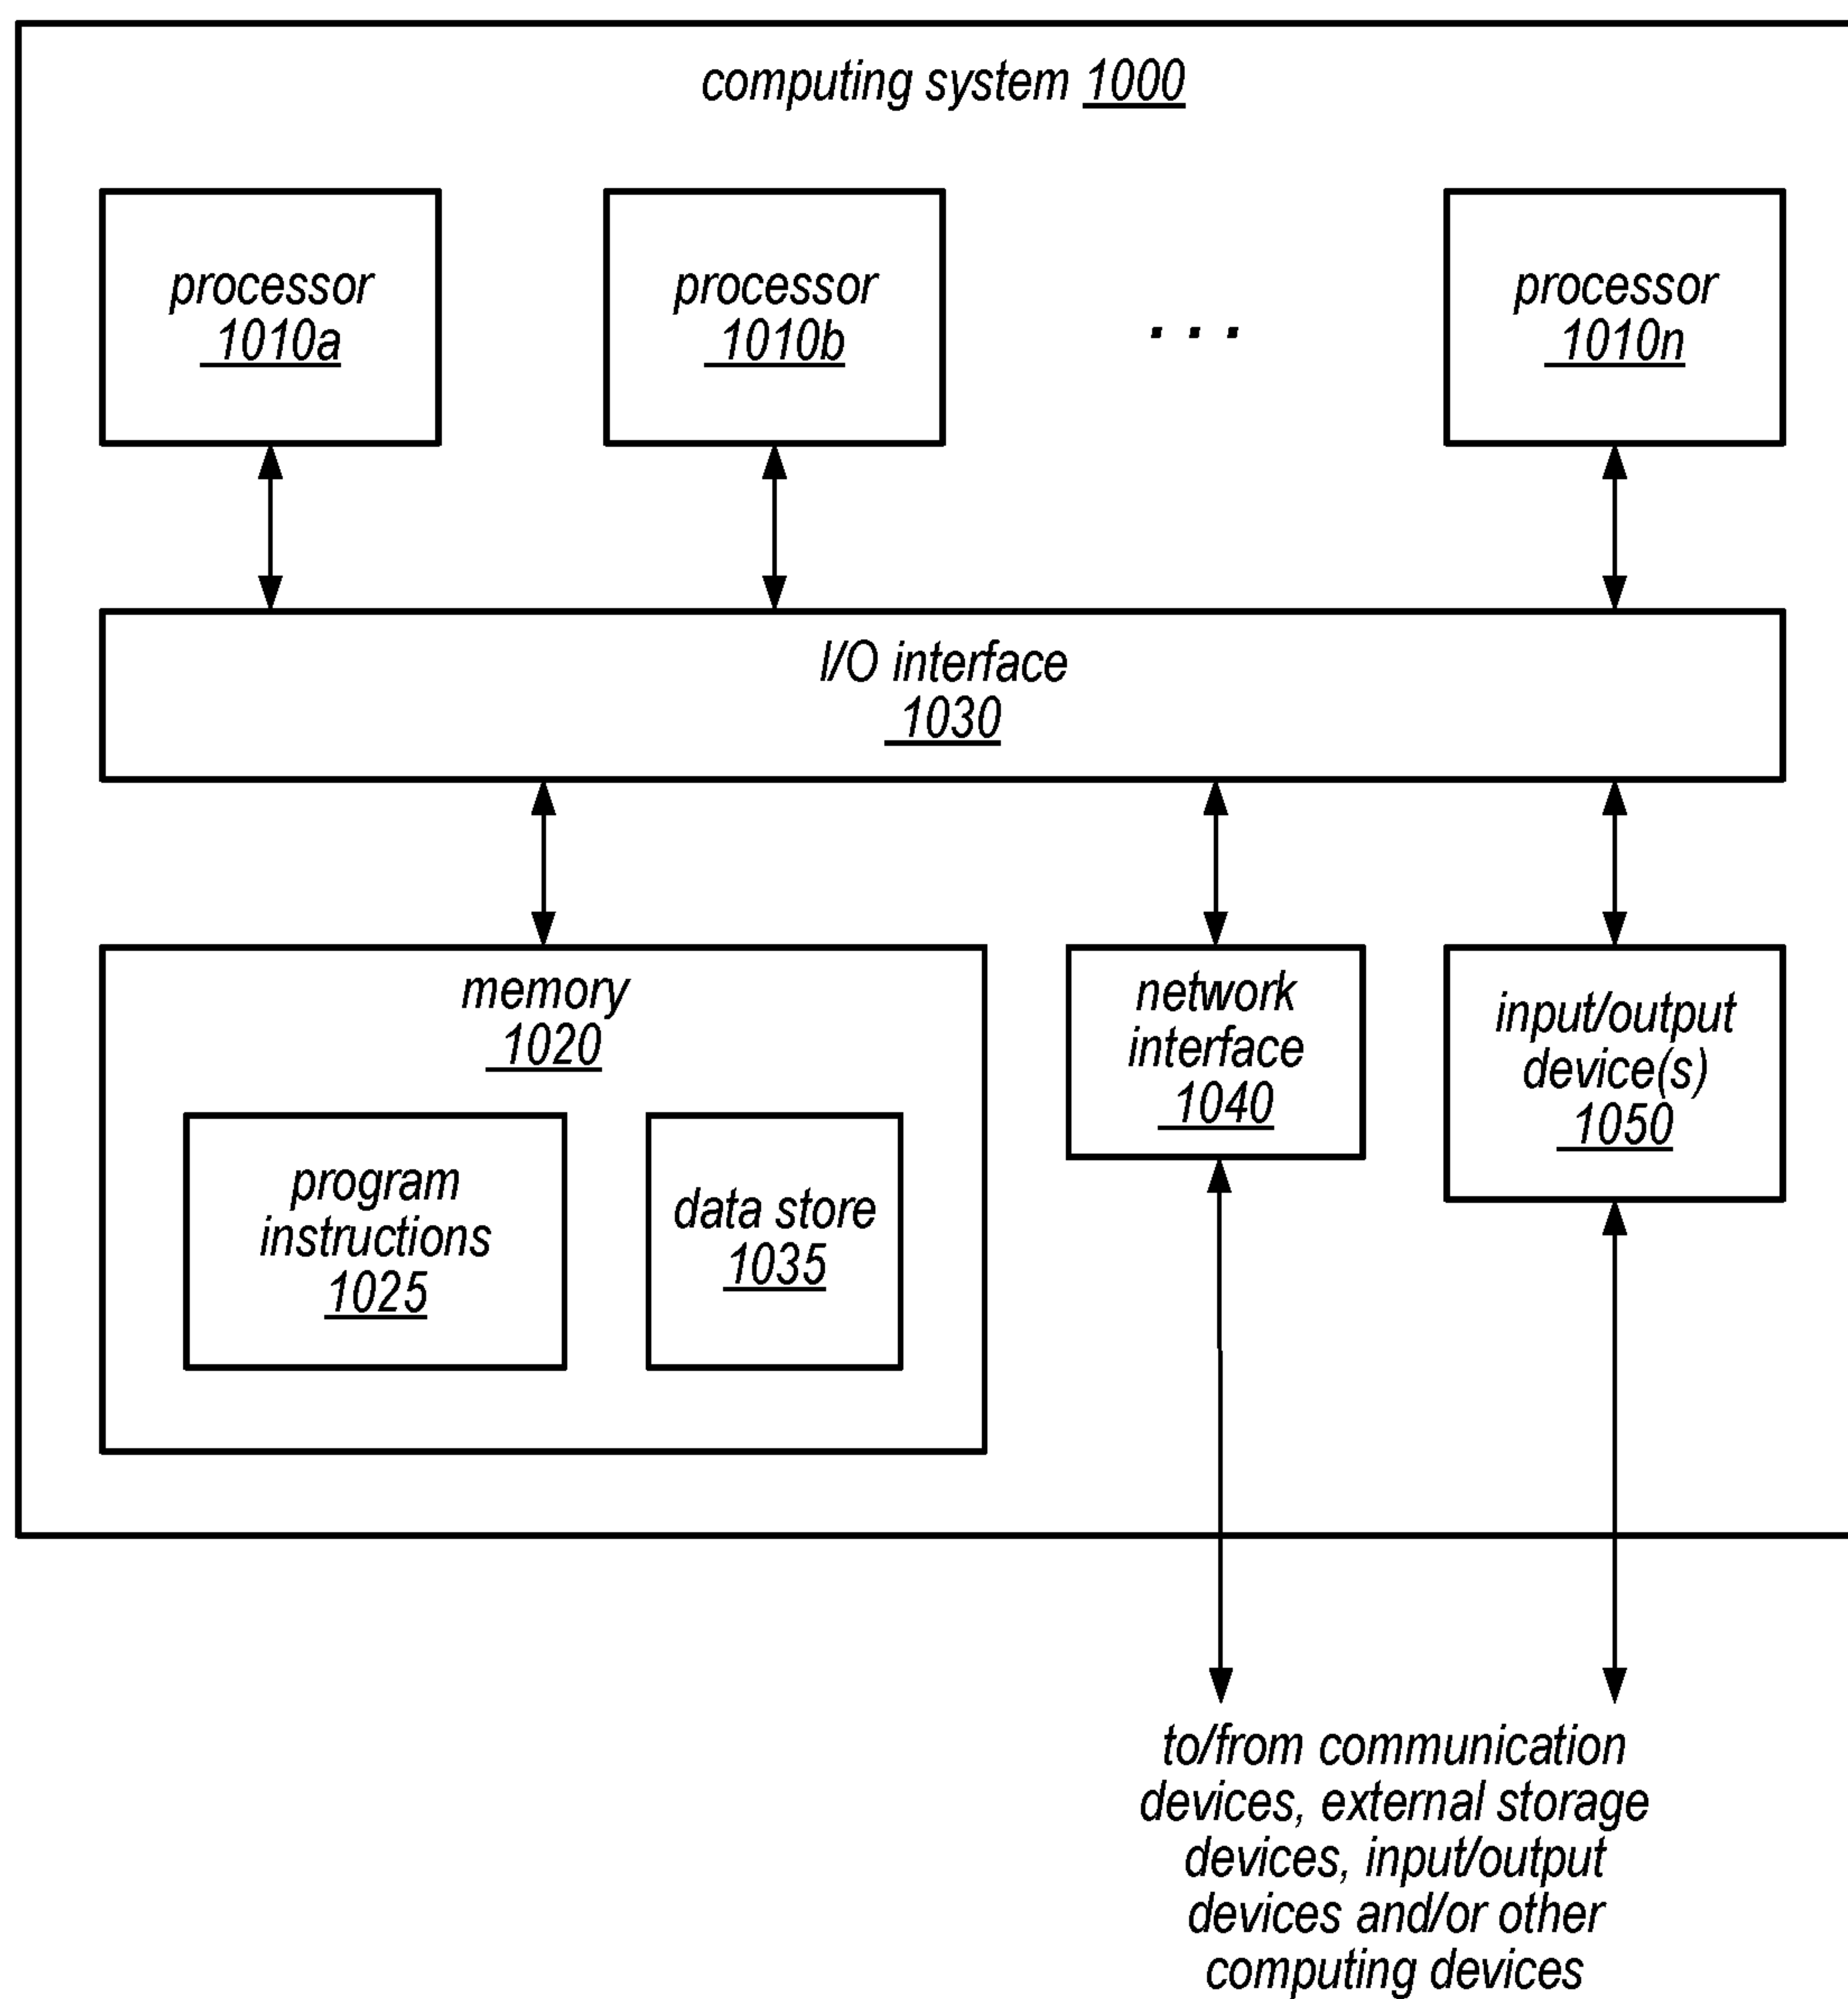 computing system 1000
processor
1010a
processor
1010b
. . .
processor
1010n
I/O interface
1030
memory
1020
program
instructions
1025
data store
1035
network
interface
1040
input/output
device(s)
1050
to/from communication
devices, external storage
devices, input/output
devices and/or other
computing devices